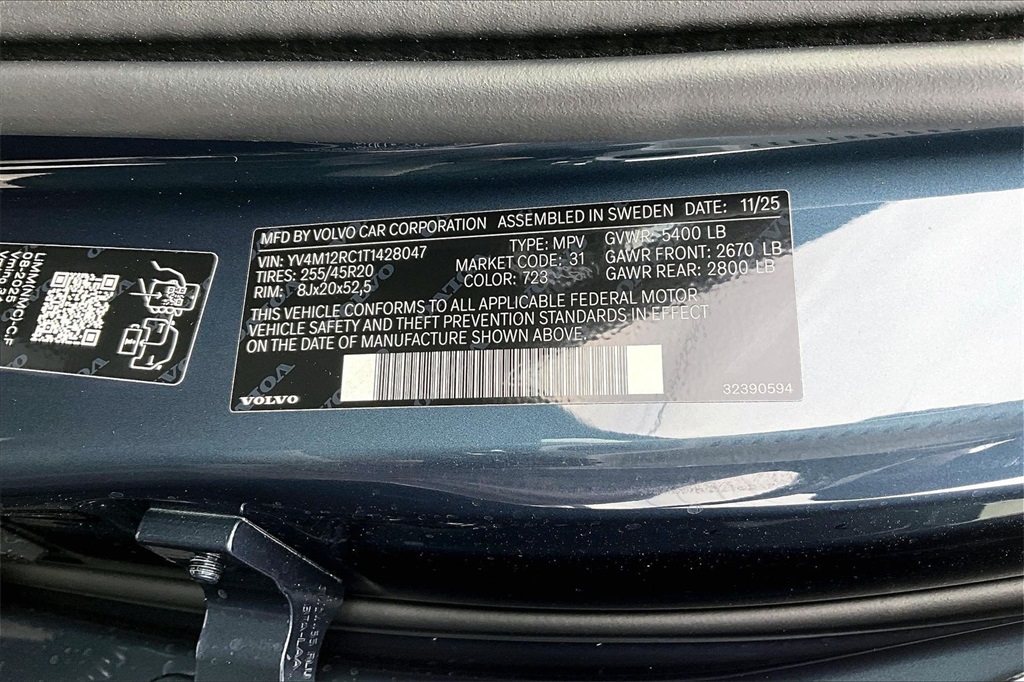 MFD BY VOLVO CAR CORPORATION ASSEMBLED IN SWEDEN DATE: 11/25
VIN: YV4M12RC1T1428047 TYPE: MPV GVWR: 5400 LB
TIRES: 255/45R20 MARKET CODE: 31 GAWR FRONT: 2670 LB
RIM: 8Jx20x52,5 COLOR: 723 GAWR REAR: 2800 LB
THIS VEHICLE CONFORMS TO ALL APPLICABLE FEDERAL MOTOR
VEHICLE SAFETY AND THEFT PREVENTION STANDARDS IN EFFECT
ON THE DATE OF MANUFACTURE SHOWN ABOVE.
VOLVO
32390594